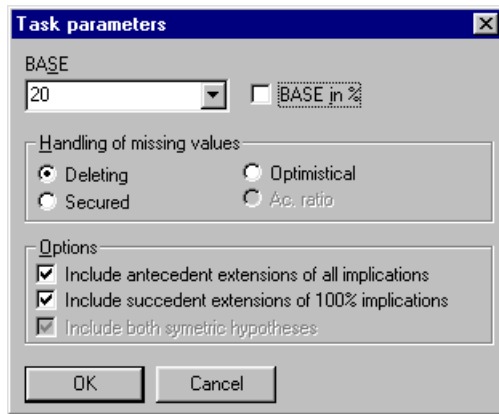 Task parameters
BASE
20
BASE in %
Handling of missing values
Deleting
Optimistical
Secured
Ac. ratio
Options
Include antecedent extensions of all implications
Include succedent extensions of 100% implications
Include both symetric hypotheses
OK
Cancel